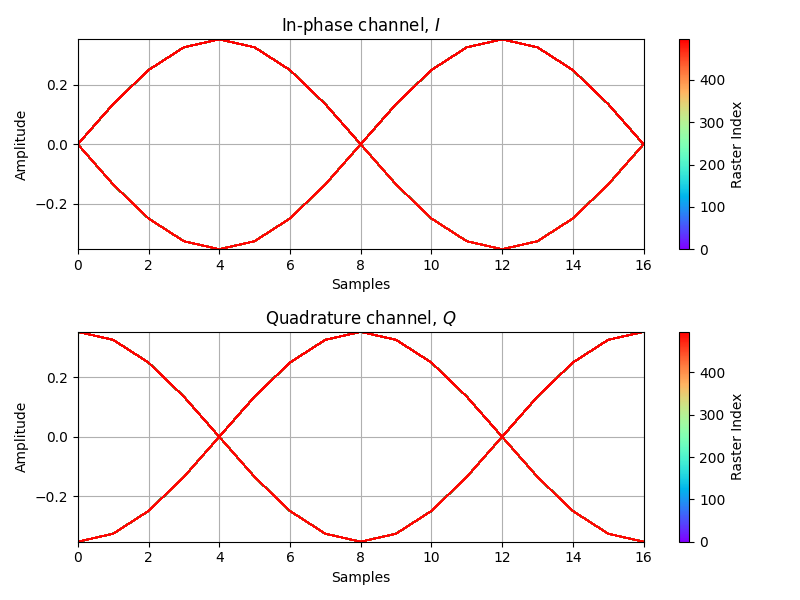 In-phase channel, I
Amplitude
0.2
0.0
−0.2
0 2 4 6 8 10 12 14 16
Samples
400
300
200
100
0
Raster Index
Quadrature channel, Q
Amplitude
0.2
0.0
−0.2
0 2 4 6 8 10 12 14 16
Samples
400
300
200
100
0
Raster Index